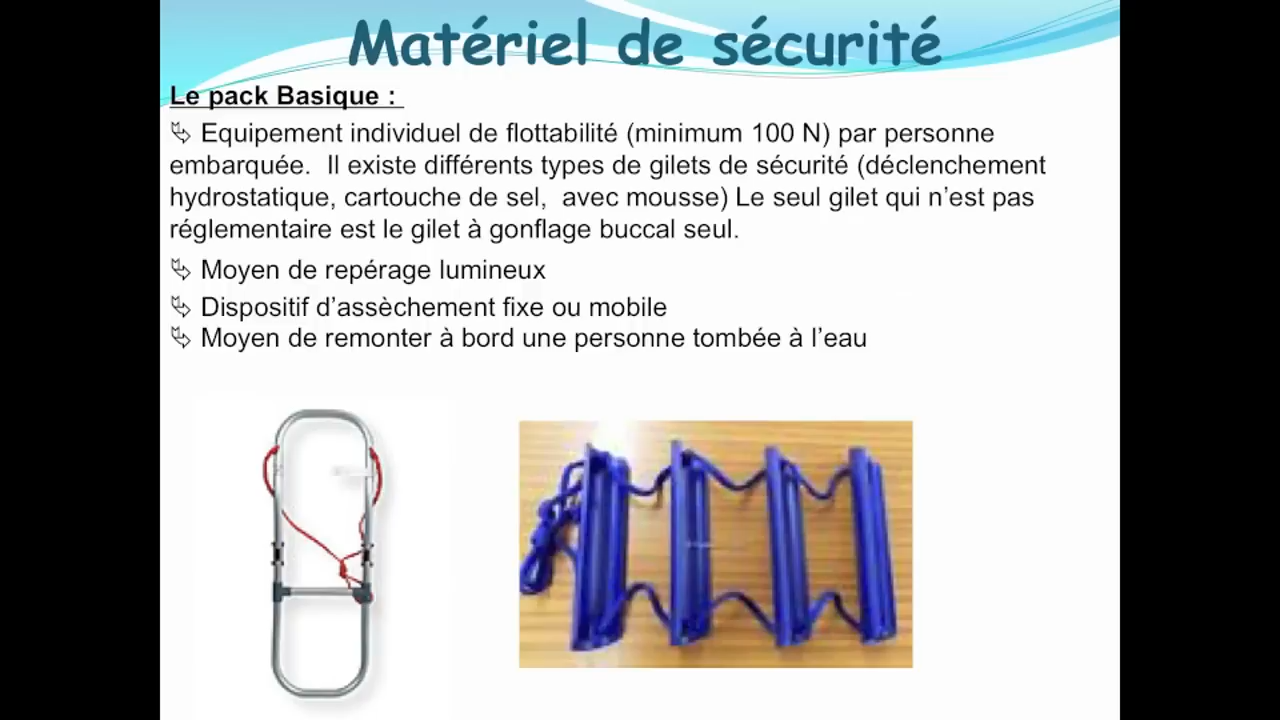 Matériel de sécurité
Le pack Basique :
Equipement individuel de flottabilité (minimum 100 N) par personne
embarquée. Il existe différents types de gilets de sécurité (déclenchement
hydrostatique, cartouche de sel, avec mousse) Le seul gilet qui n’est pas
réglementaire est le gilet à gonflage buccal seul.
Moyen de repérage lumineux
Dispositif d’assèchement fixe ou mobile
Moyen de remonter à bord une personne tombée à l’eau